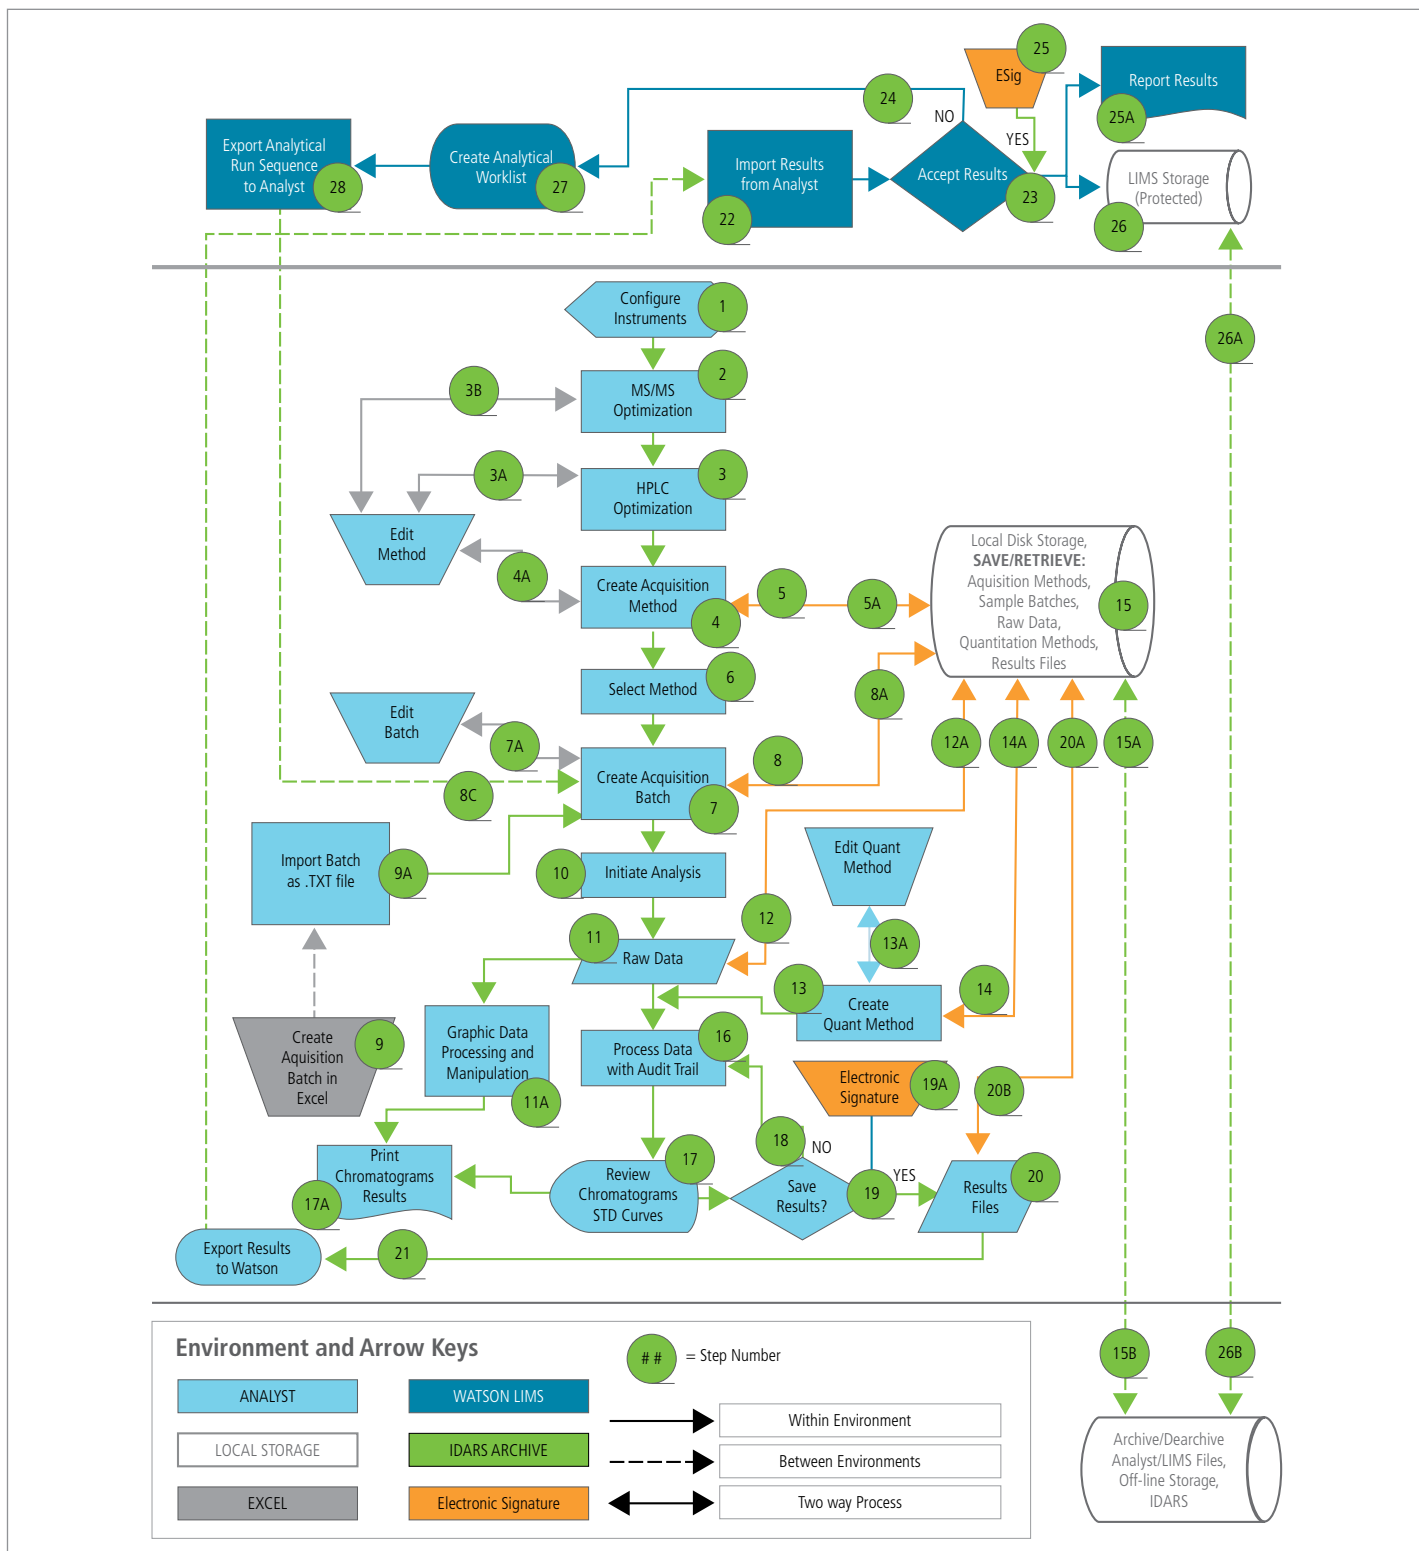 25
ESig
Report Results
25A
24
NO
YES
Export Analytical
Run Sequence
to Analyst
28
Create Analytical
Worklist
27
Import Results
from Analyst
22
Accept Results
23
LIMS Storage
(Protected)
26
Configure
Instruments
1
26A
MS/MS
Optimization
2
3B
HPLC
Optimization
3
3A
Edit
Method
4A
Create Acquisition
Method
4
5
5A
Local Disk Storage,
SAVE/RETRIEVE:
Aquisition Methods,
Sample Batches,
Raw Data,
Quantitation Methods,
Results Files
15
Select Method
6
8A
Edit
Batch
7A
12A
14A
20A
15A
Create Acquisition
Batch
7
8
8C
Import Batch
as .TXT file
9A
10
Initiate Analysis
Edit Quant
Method
12
11
Raw Data
13A
13
14
Create
Quant Method
Graphic Data
Processing and
Manipulation
11A
Process Data
with Audit Trail
16
Create
Aquisition
Batch in
Excel
9
Electronic
Signature
19A
20B
18
NO
Print
Chromatograms
Results
17A
Review
Chromatograms
STD Curves
17
Save
Results?
19
YES
Results
Files
20
Export Results
to Watson
21
Environment and Arrow Keys
##
= Step Number
ANALYST
WATSON LIMS
LOCAL STORAGE
IDARS ARCHIVE
EXCEL
Electronic Signature
Within Environment
Between Environments
Two way Process
15B
26B
Archive/Dearchive
Analyst/LIMS Files,
Off-line Storage,
IDARS